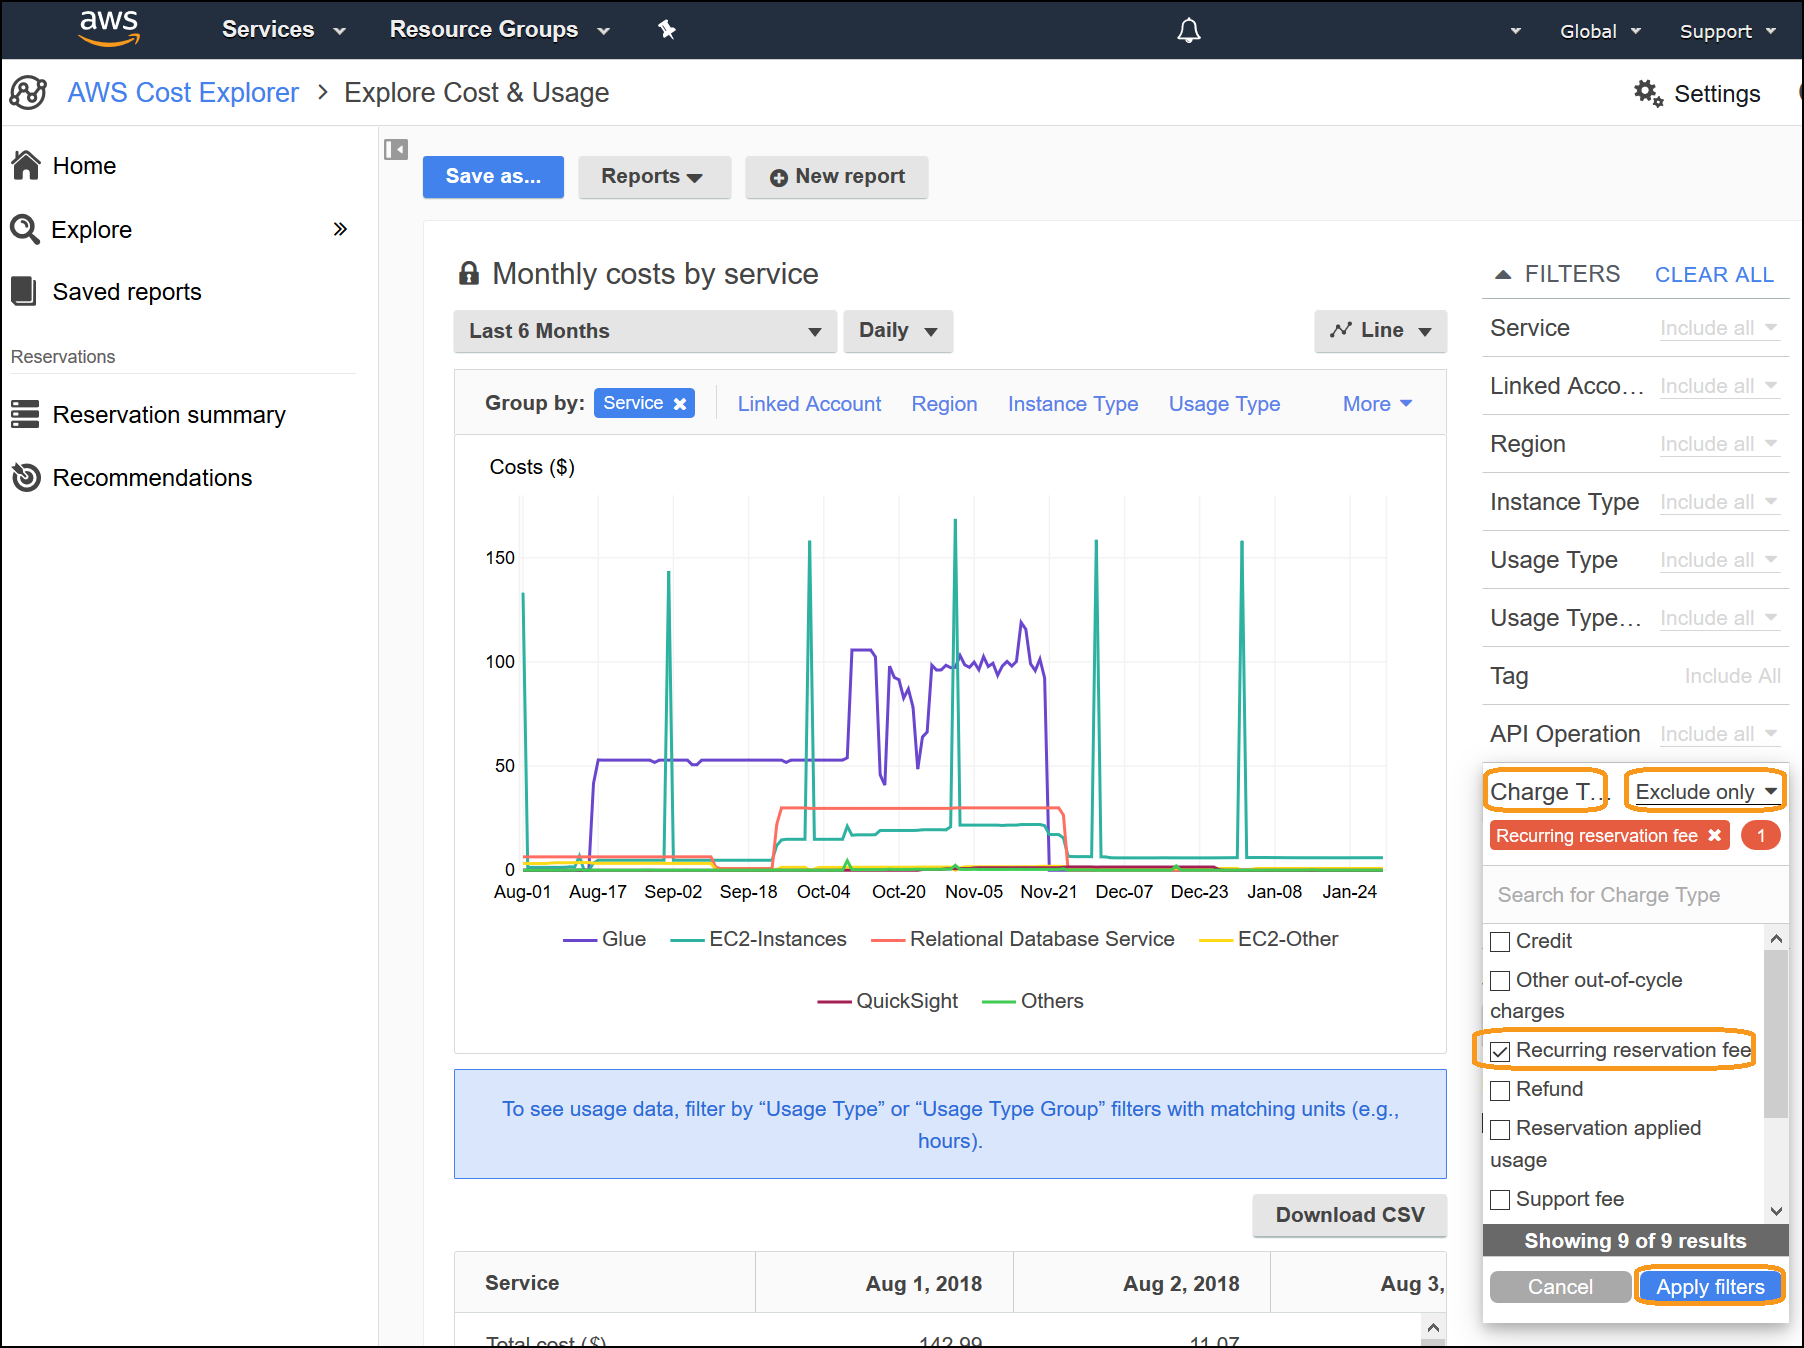 aws Services Resource Groups Global Support
AWS Cost Explorer > Explore Cost & Usage Settings
Home
Explore »
Saved reports
Reservations
Reservation summary
Recommendations
Save as... Reports New report
Monthly costs by service
Last 6 Months Daily Line
Group by: Service Linked Account Region Instance Type Usage Type More
Costs ($)
150
100
50
0
Aug-01 Aug-17 Sep-02 Sep-18 Oct-04 Oct-20 Nov-05 Nov-21 Dec-07 Dec-23 Jan-08 Jan-24
Glue EC2-Instances Relational Database Service EC2-Other
QuickSight Others
To see usage data, filter by “Usage Type” or “Usage Type Group” filters with matching units (e.g.,
hours).
Download CSV
Service Aug 1, 2018 Aug 2, 2018 Aug 3,
Total cost ($) 142.99 11.07
FILTERS CLEAR ALL
Service Include all
Linked Acco... Include all
Region Include all
Instance Type Include all
Usage Type Include all
Usage Type... Include all
Tag Include All
API Operation Include all
Charge T... Exclude only
Recurring reservation fee 1
Search for Charge Type
Credit
Other out-of-cycle
charges
Recurring reservation fee
Refund
Reservation applied
usage
Support fee
Showing 9 of 9 results
Cancel Apply filters